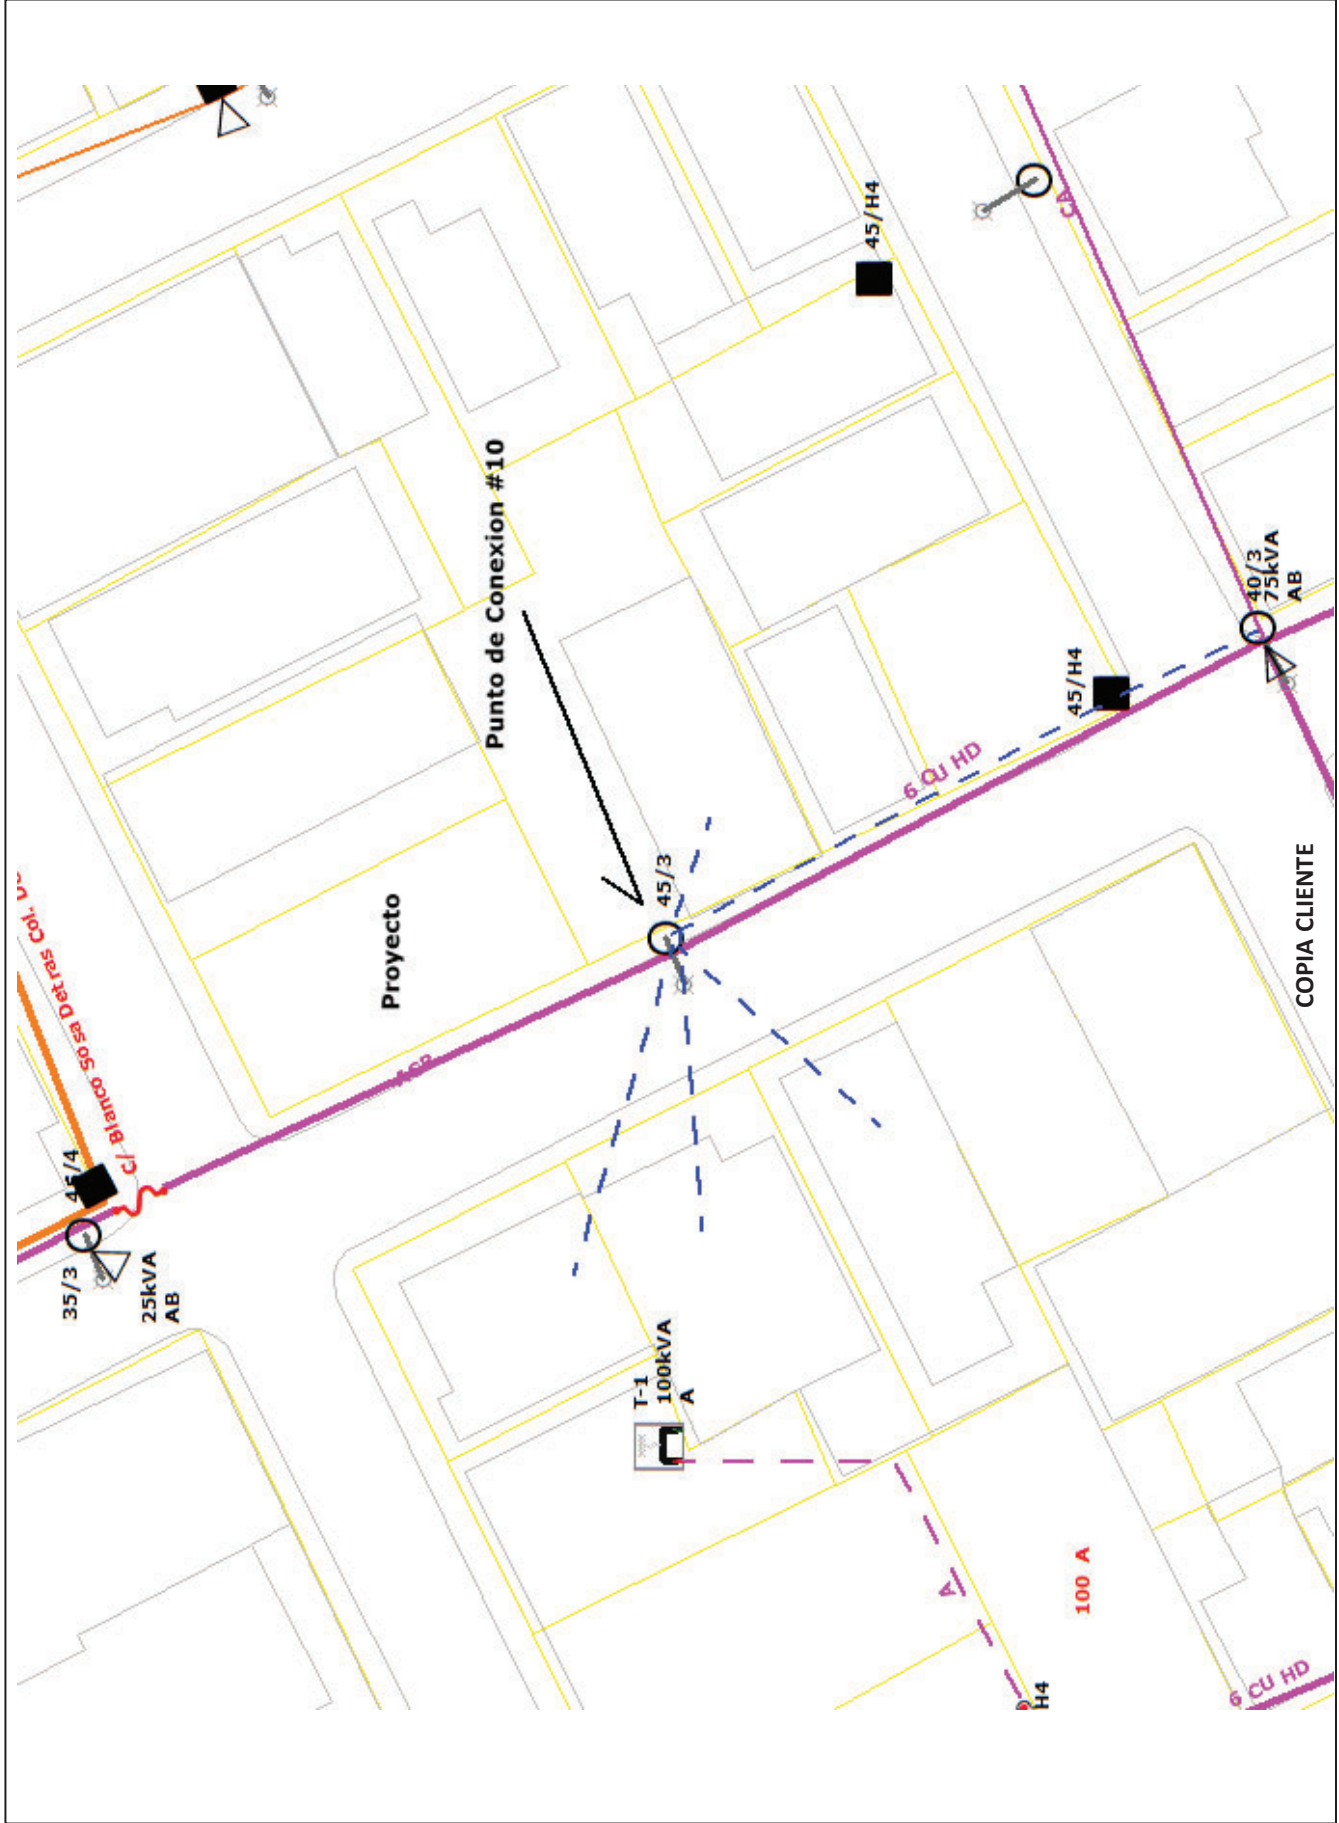 C/ Blanco Sosa Detras Col.
45/4
35/3
25kVA
AB
Proyecto
Punto de Conexion #10
45/3
45/H4
45/H4
6 CU HD
CA
40/3
75kVA
AB
T-1
100kVA
A
A
100 A
H4
6 CU HD
COPIA CLIENTE